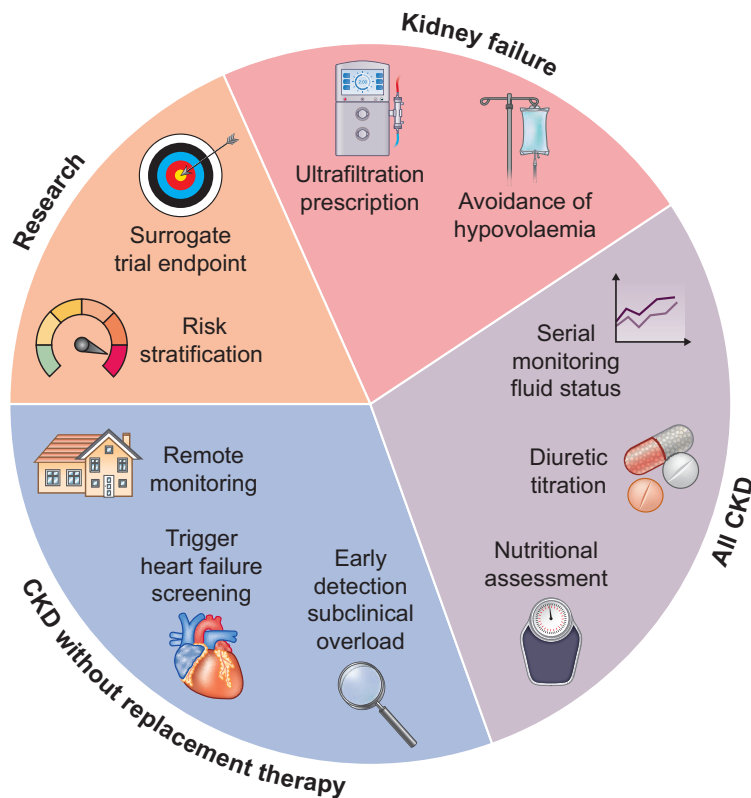 Kidney failure
Ultrafiltration
prescription
Avoidance of
hypovolaemia
Research
Surrogate
trial endpoint
Risk
stratification
All CKD
Serial
monitoring
fluid status
Diuretic
titration
Nutritional
assessment
CKD without replacement therapy
Remote
monitoring
Trigger
heart failure
screening
Early
detection
subclinical
overload